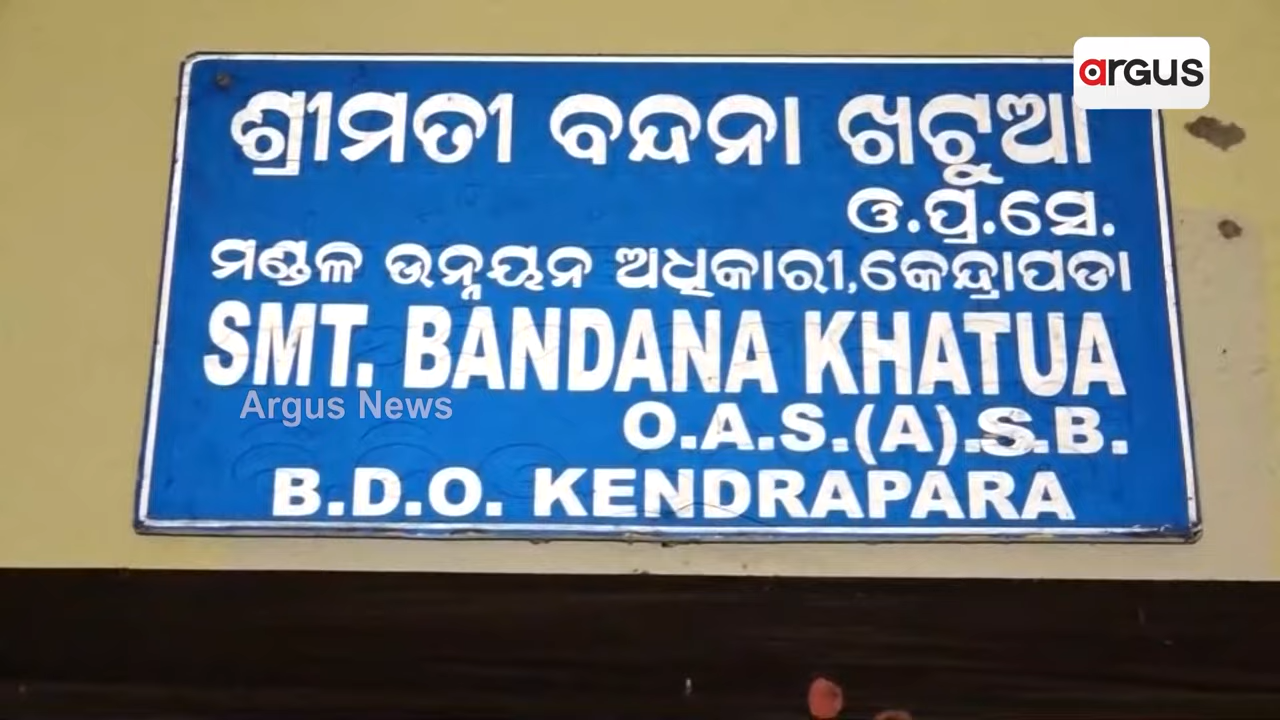 argus
ଶ୍ରୀମତୀ ବନ୍ଦନା ଖଟୁଆ
ଓ.ପ୍ର.ସେ.
ମଣ୍ଡଳ ଉନ୍ନୟନ ଅଧିକାରୀ,କେନ୍ଦ୍ରାପଡା
SMT. BANDANA KHATUA
Argus News
O.A.S.(A).S.B.
B.D.O. KENDRAPARA